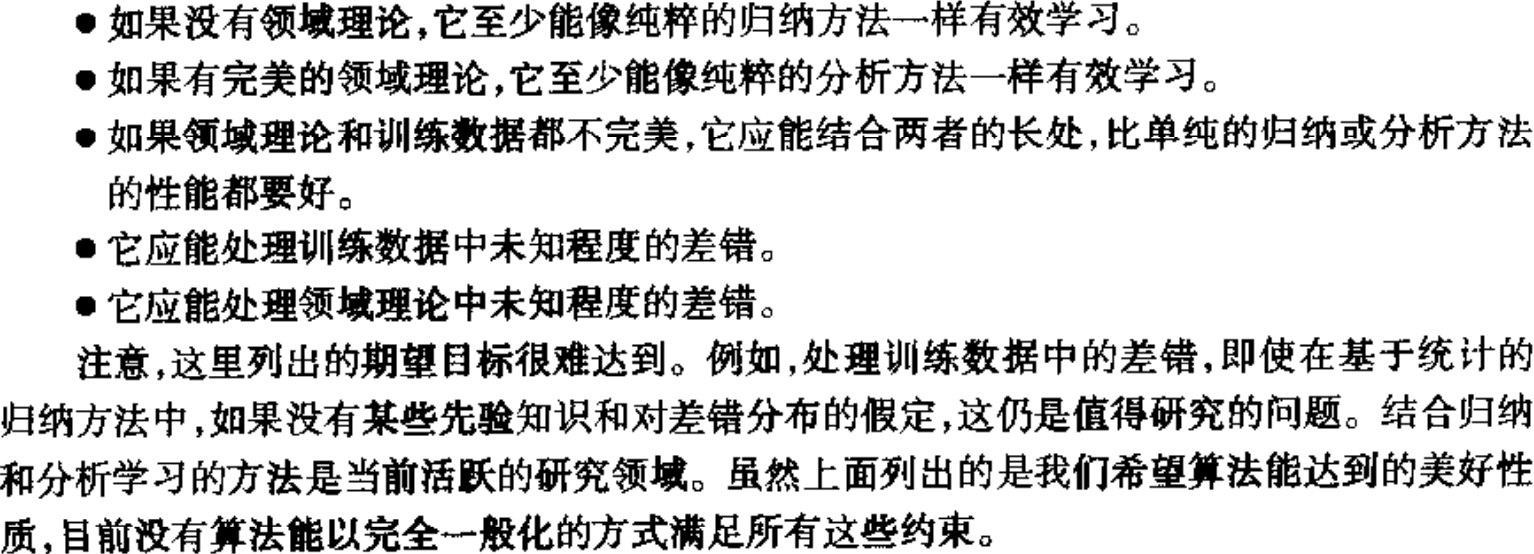 ●如果没有领域理论,它至少能像纯粹的归纳方法一样有效学习。
●如果有完美的领域理论,它至少能像纯粹的分析方法一样有效学习。
●如果领域理论和训练数据都不完美,它应能结合两者的长处,比单纯的归纳或分析方法
的性能都要好。
●它应能处理训练数据中未知程度的差错。
●它应能处理领域理论中未知程度的差错。
注意,这里列出的期望目标很难达到。例如,处理训练数据中的差错,即使在基于统计的
归纳方法中,如果没有某些先验知识和对差错分布的假定,这仍是值得研究的问题。结合归纳
和分析学习的方法是当前活跃的研究领域。虽然上面列出的是我们希望算法能达到的美好性
质,目前没有算法能以完全一般化的方式满足所有这些约束。